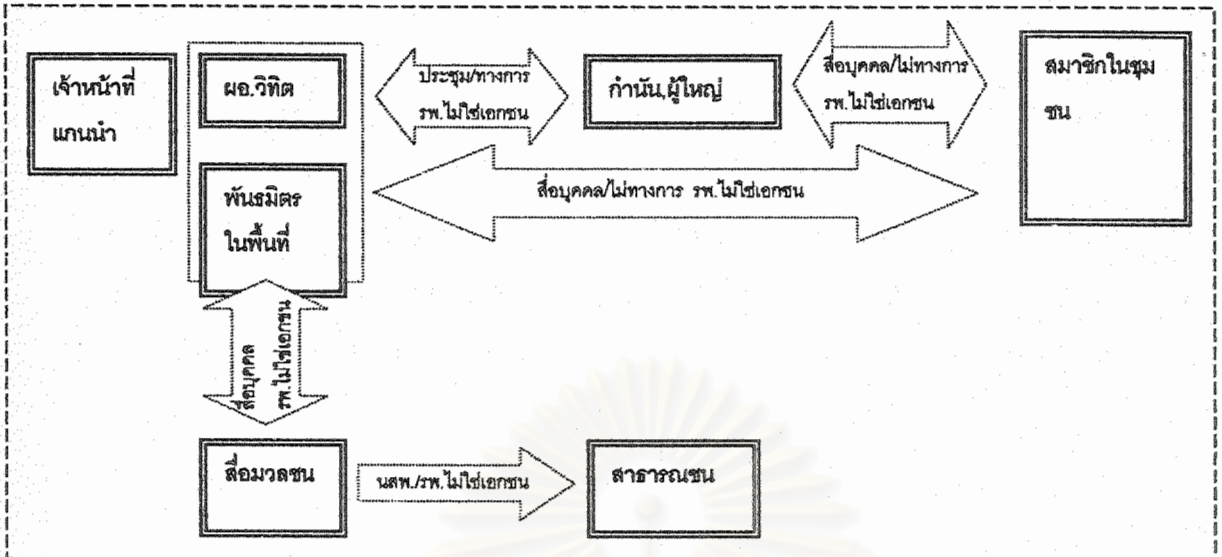 เจ้าหน้าที่
แกนนำ
ผอ.วิทิต
พันธมิตร
ในพื้นที่
ประชุม/ทางการ
รพ.ไม่ใช่เอกชน
กำนัน,ผู้ใหญ่
สื่อบุคคล/ไม่ทางการ
รพ.ไม่ใช่เอกชน
สมาชิกในชุม
ชน
สื่อบุคคล/ไม่ทางการ รพ.ไม่ใช่เอกชน
สื่อบุคคล
รพ.ไม่ใช่เอกชน
สื่อมวลชน
นสพ./รพ.ไม่ใช่เอกชน
สาธารณชน